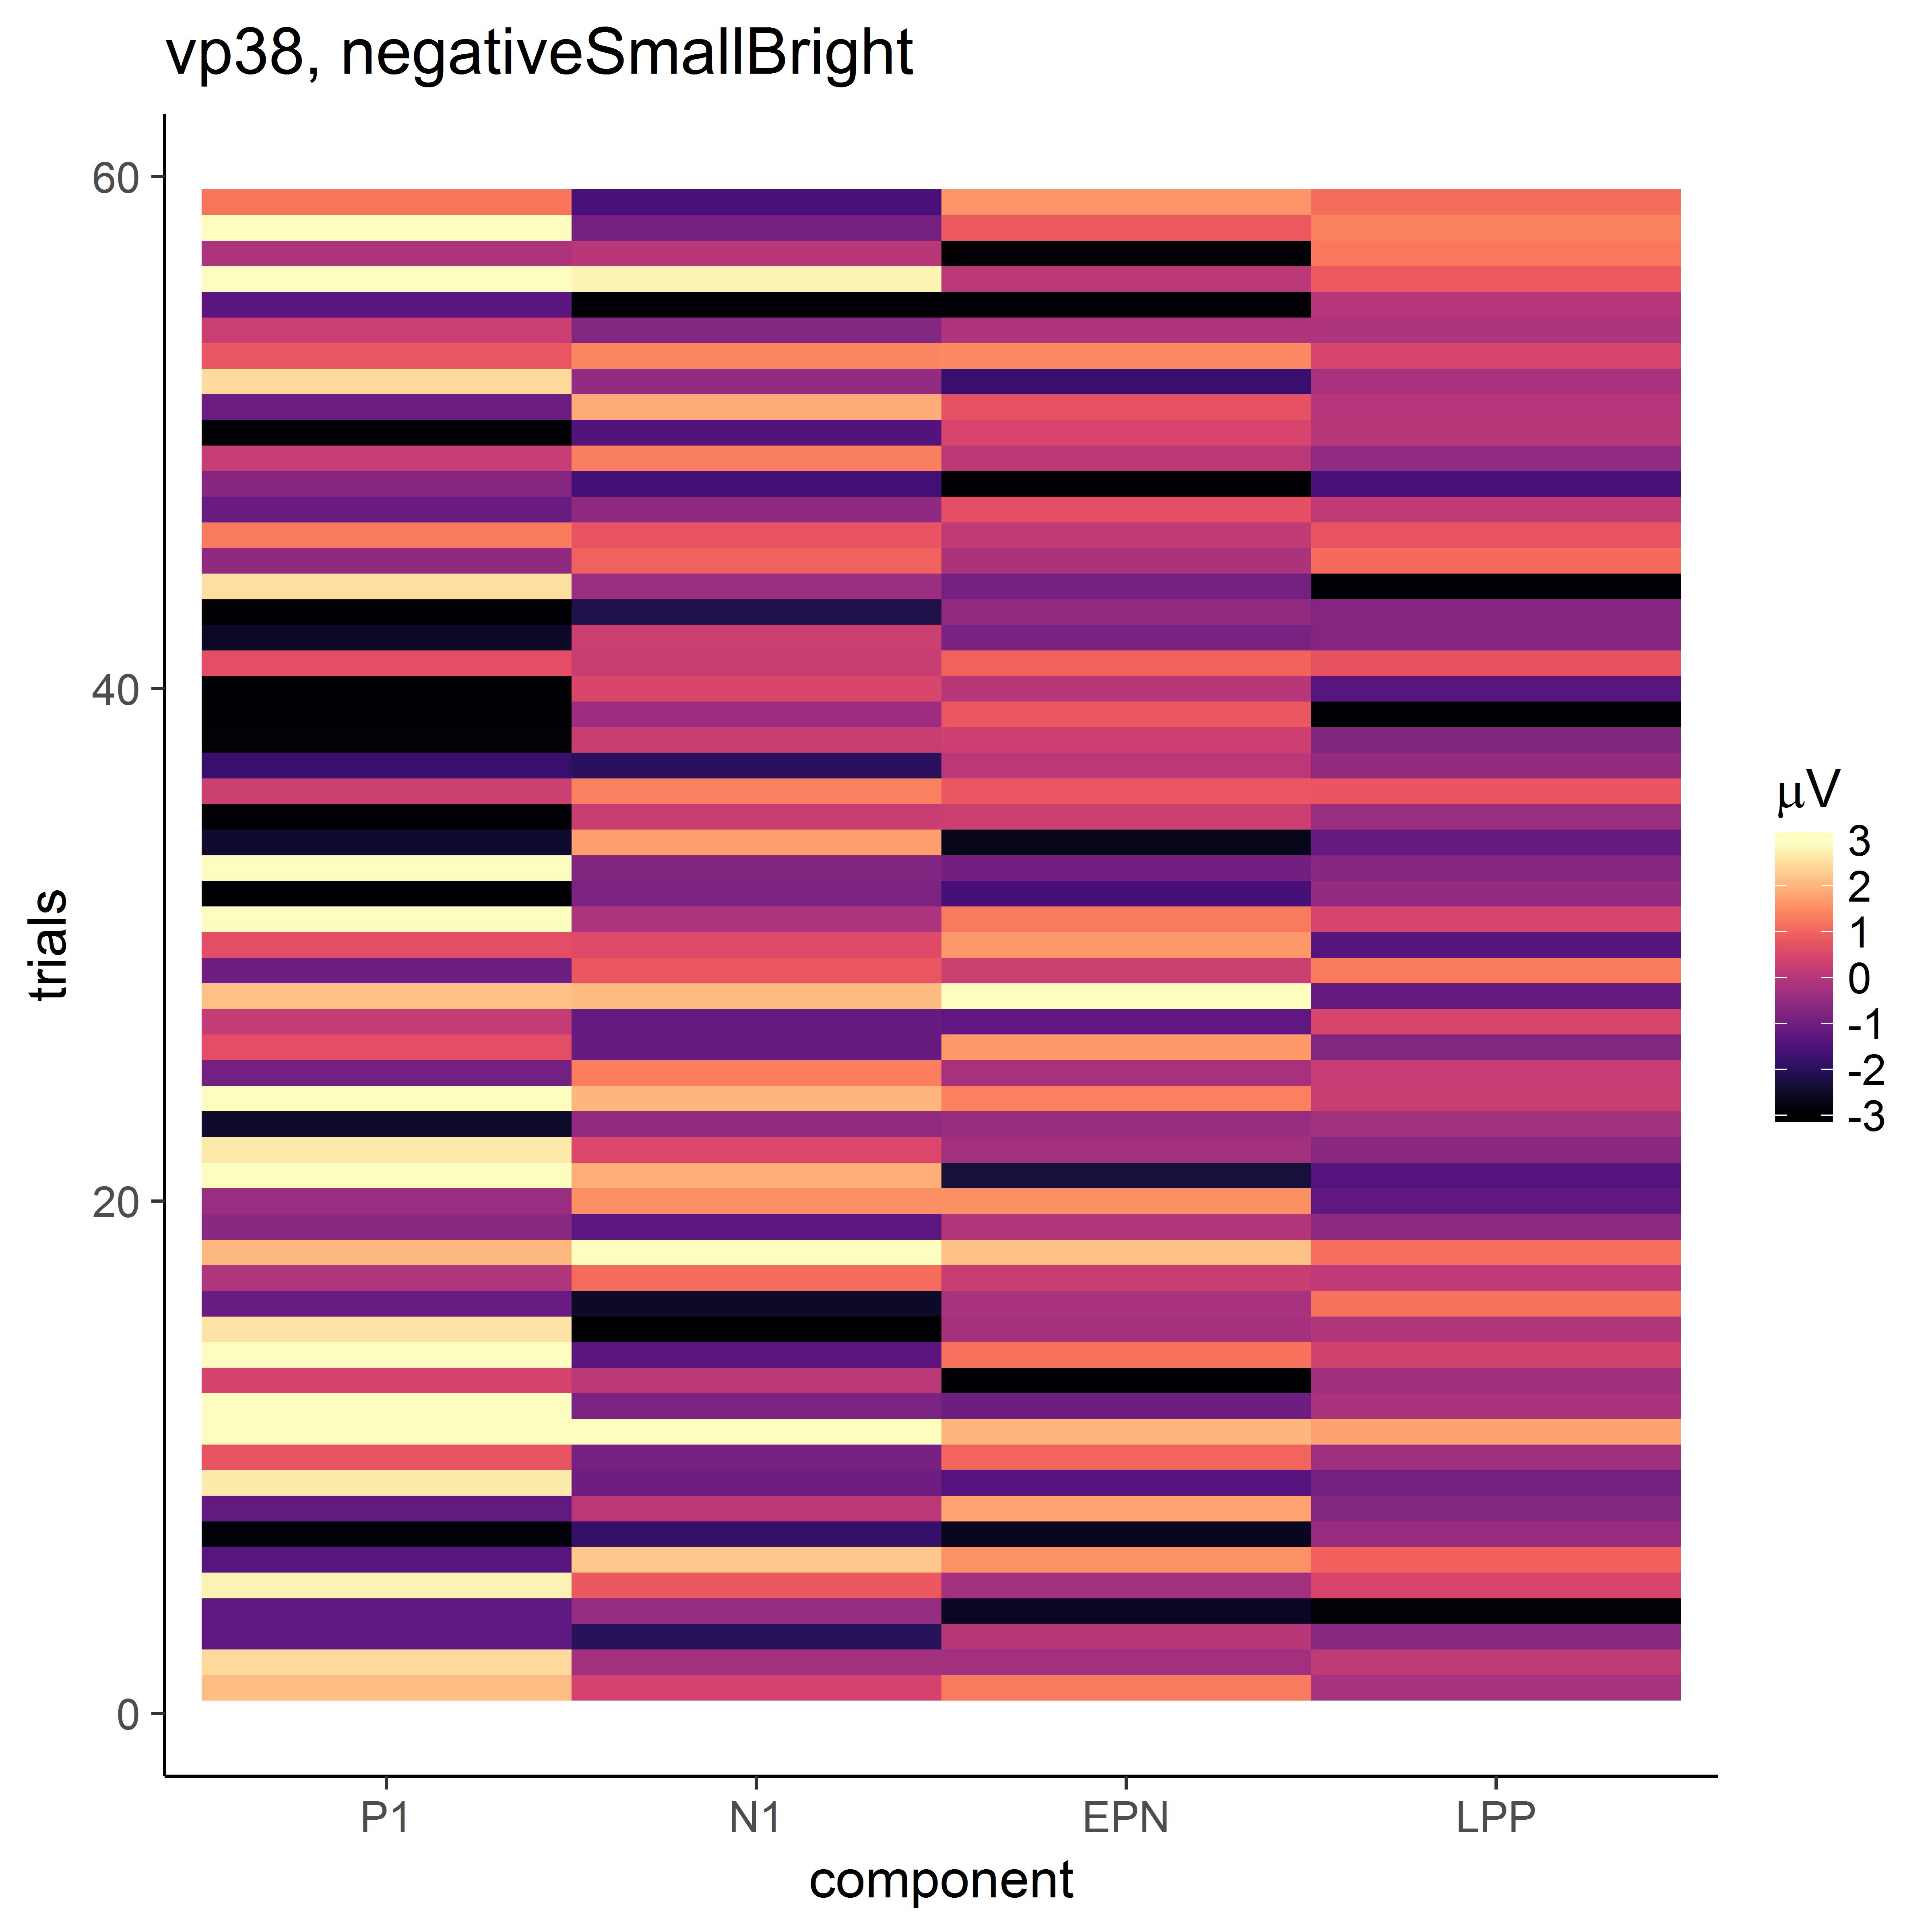 vp38, negativeSmallBright
60
40
20
0
trials
P1 N1 EPN LPP
component
μV
3
2
1
0
-1
-2
-3